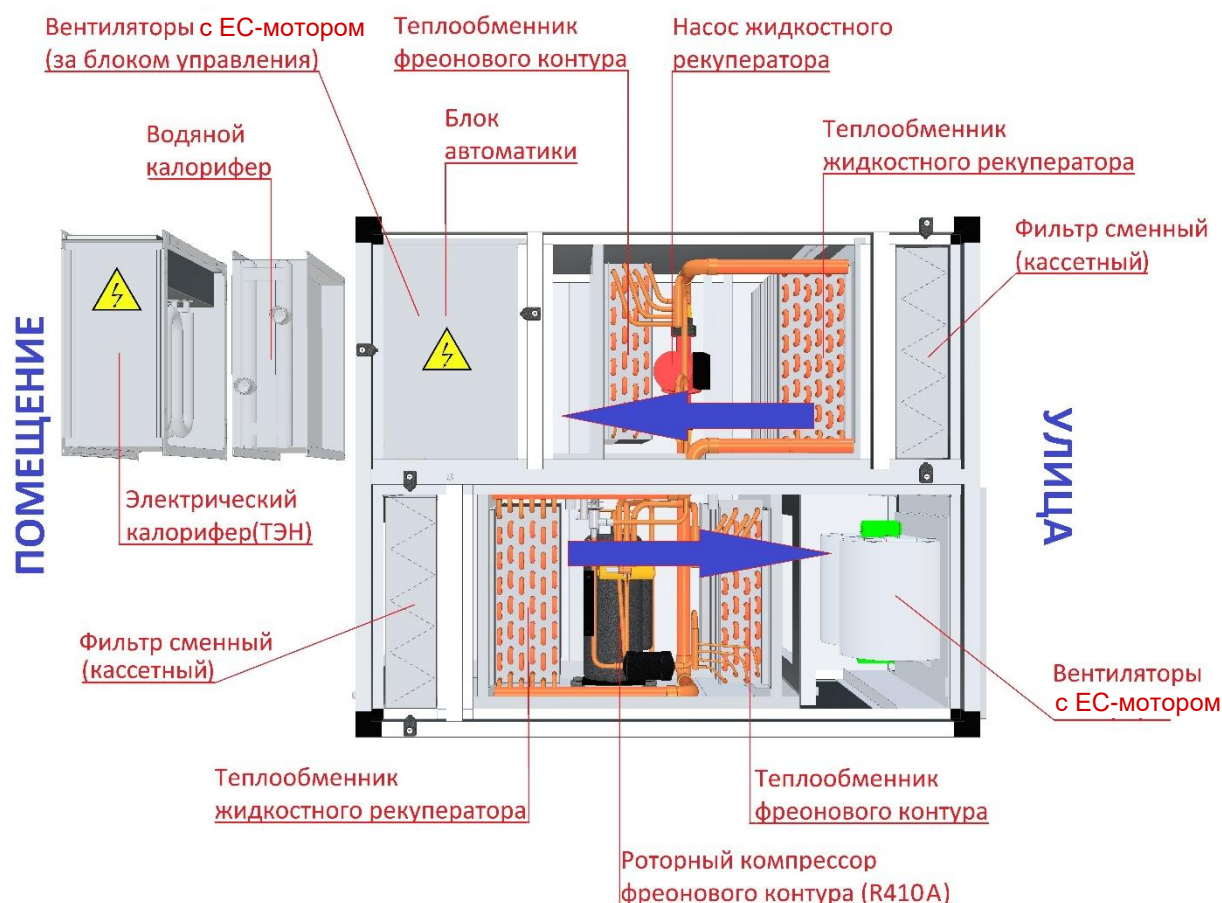 Вентиляторы с ЕС-мотором
(за блоком управления)
Теплообменник
фреонового контура
Насос жидкостного
рекуператора
Водяной
калорифер
Блок
автоматики
Теплообменник
жидкостного рекуператора
Фильтр сменный
(кассетный)
ПОМЕЩЕНИЕ
УЛИЦА
Электрический
калорифер(ТЭН)
Фильтр сменный
(кассетный)
Вентиляторы
с ЕС-мотором
Теплообменник
жидкостного рекуператора
Теплообменник
фреонового контура
Роторный компрессор
фреонового контура (R410A)